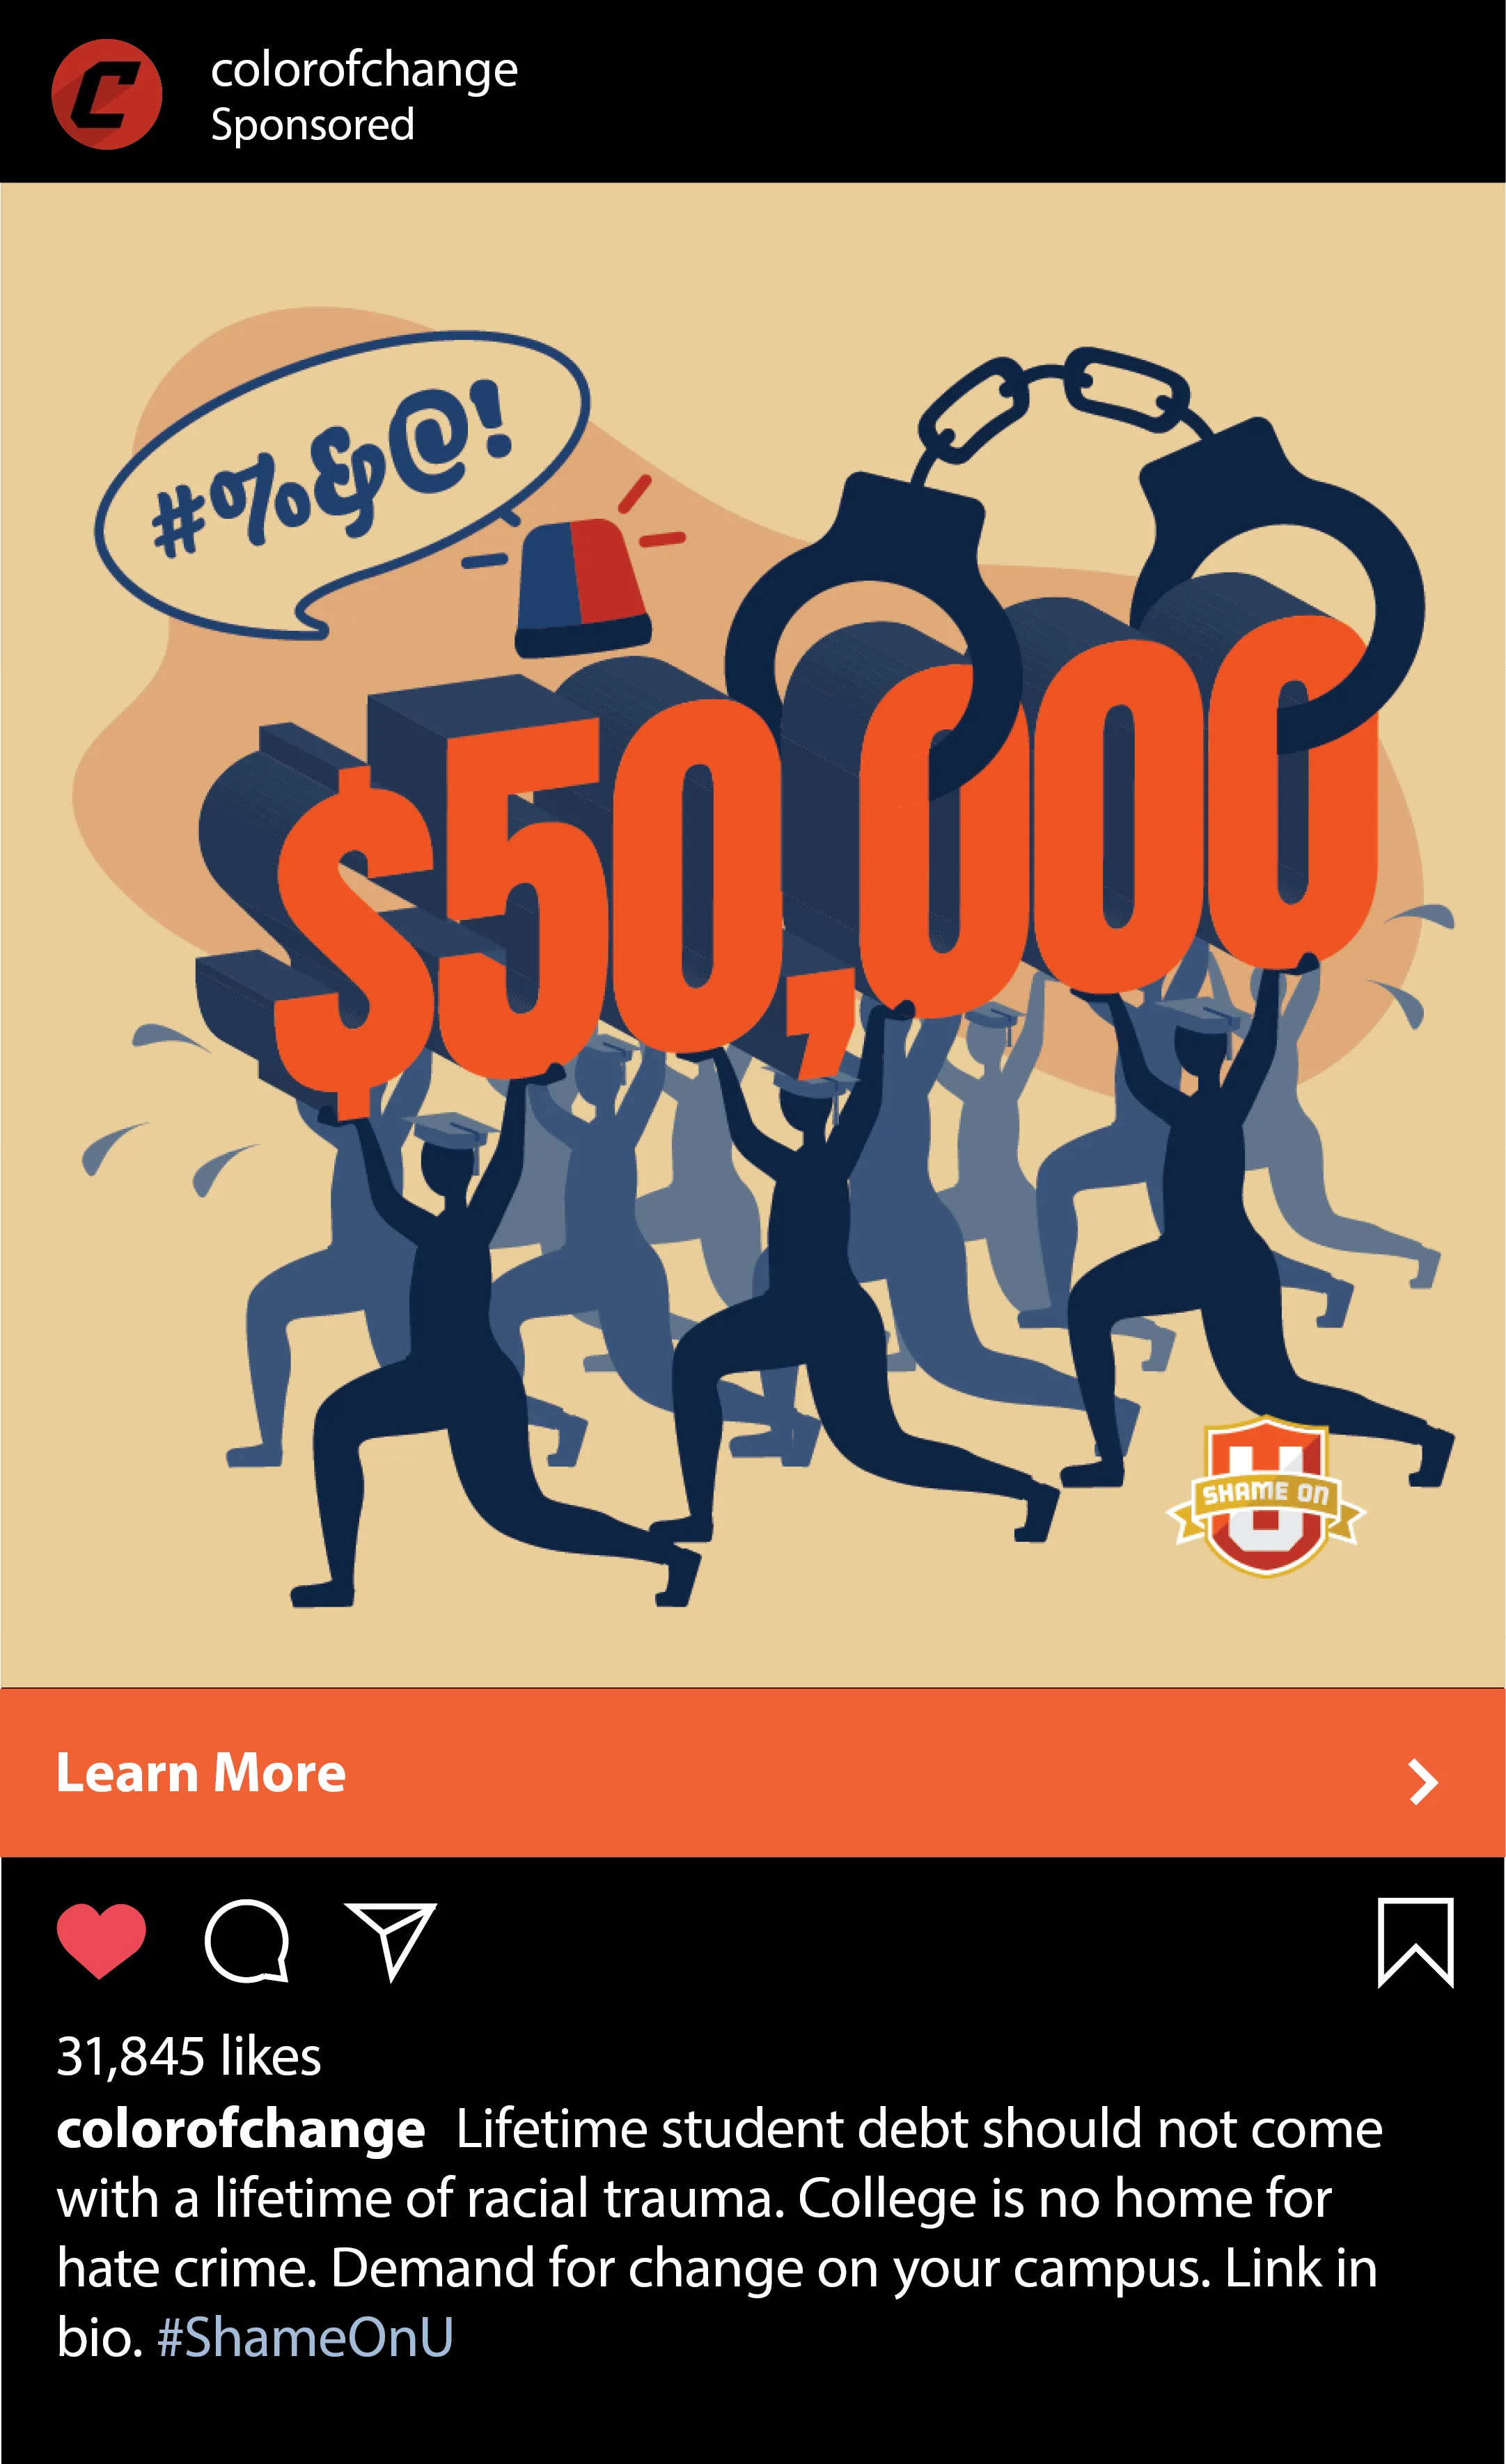 colorofchange
Sponsored
#%&@!
$50,000
SHAME ON
U
Learn More
31,845 likes
colorofchange Lifetime student debt should not come
with a lifetime of racial trauma. College is no home for
hate crime. Demand for change on your campus. Link in
bio. #ShameOnU